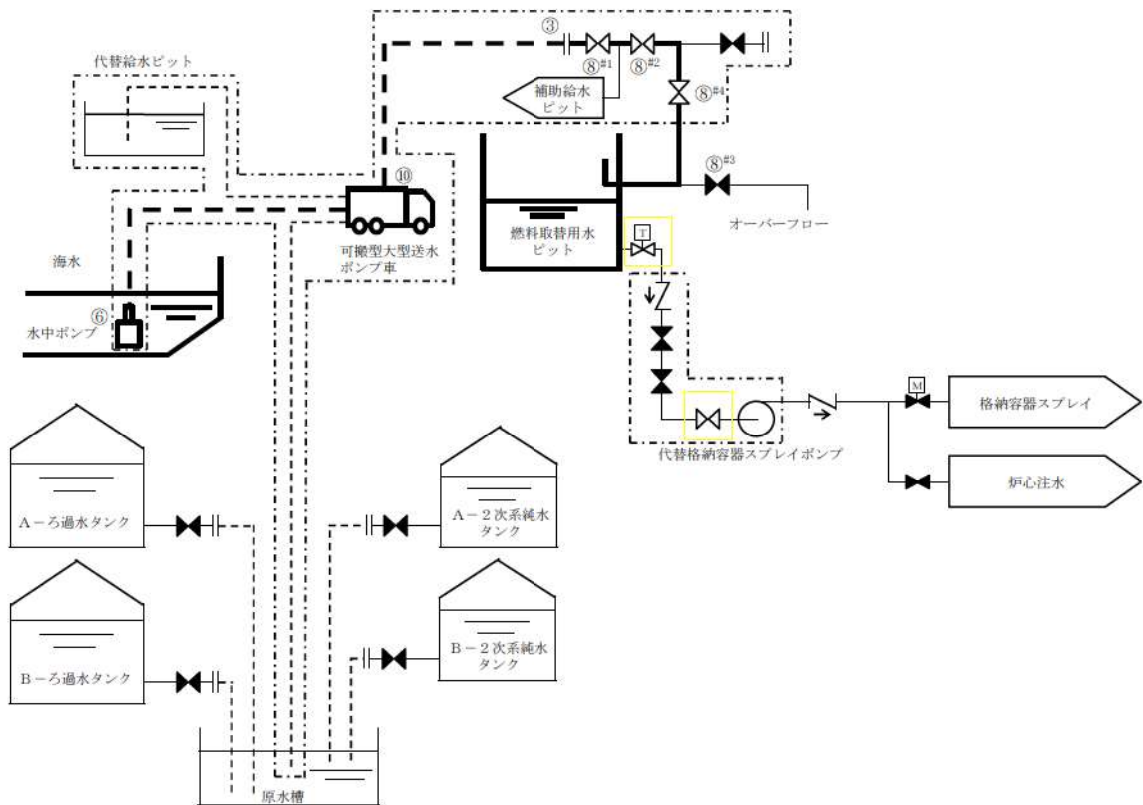 ③
代替給水ピット
⑧#1
⑧#2
補助給水
ピット
⑧#4
⑩
⑧#3
オーバーフロー
可搬型大型送水
ポンプ車
燃料取替用水
ピット
T
海水
⑥
水中ポンプ
M
格納容器スプレイ
代替格納容器スプレイポンプ
炉心注水
A-ろ過水タンク
A-2次系純水
タンク
B-ろ過水タンク
B-2次系純水
タンク
原水槽